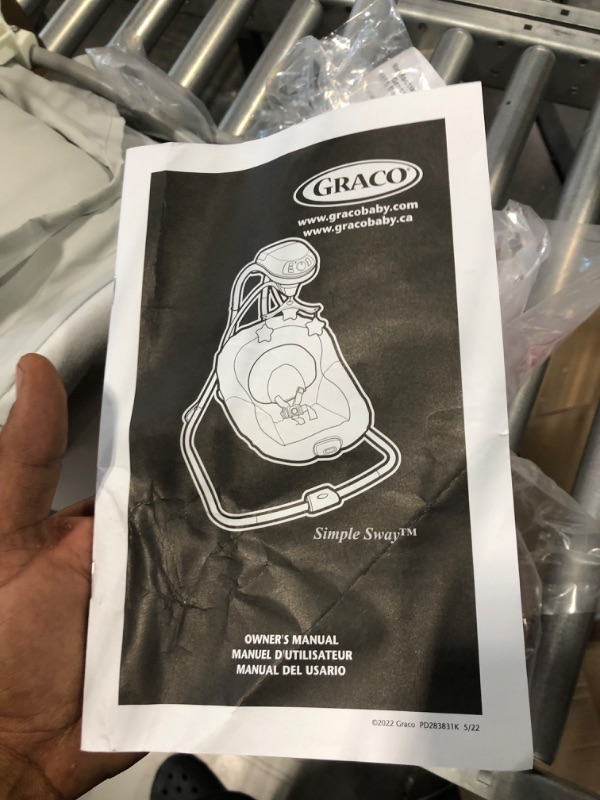 GRACO®
www.gracobaby.com
www.gracobaby.ca
Simple Sway™
OWNER'S MANUAL
MANUEL D'UTILISATEUR
MANUAL DEL USARIO
©2022 Graco PD283831K 5/22